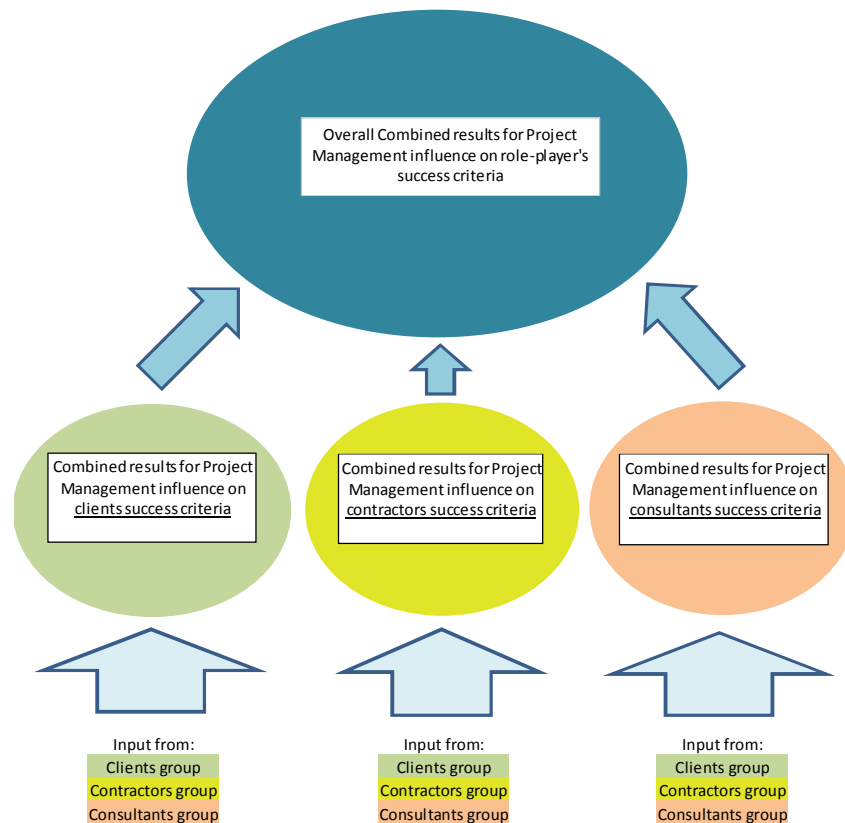 Overall Combined results for Project
Management influence on role-player's
success criteria
Combined results for Project
Management influence on
clients success criteria
Combined results for Project
Management influence on
contractors success criteria
Combined results for Project
Management influence on
consultants success criteria
Input from:
Clients group
Contractors group
Consultants group
Input from:
Clients group
Contractors group
Consultants group
Input from:
Clients group
Contractors group
Consultants group